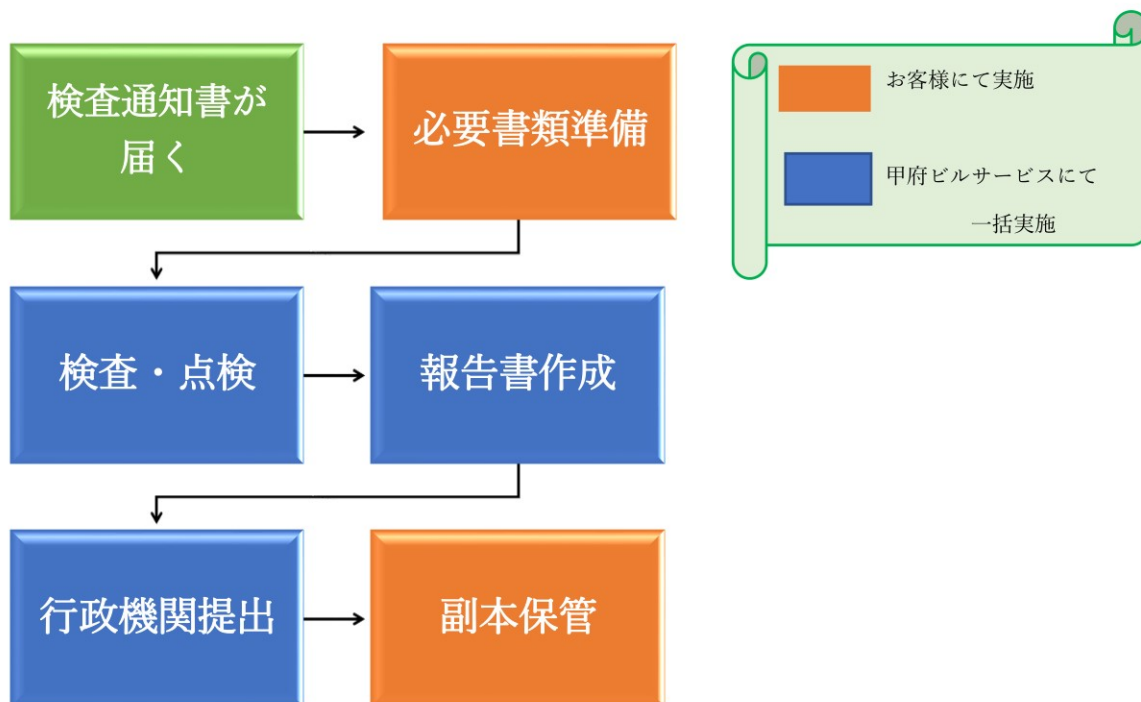 検査通知書が
届く
必要書類準備
お客様にて実施
甲府ビルサービスにて
一括実施
検査・点検
報告書作成
行政機関提出
副本保管